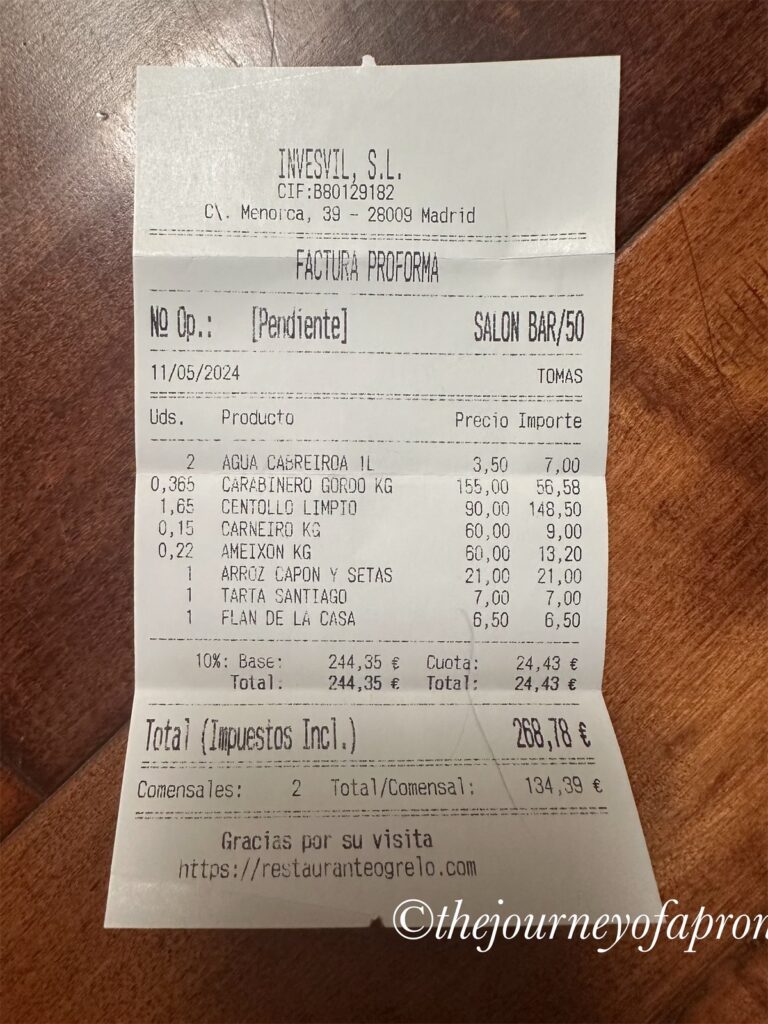 INVESVIL, S.L.
CIF:B80129182
C\. Menorca, 39 - 28009 Madrid
FACTURA PROFORMA
Nº Op.: [Pendiente] SALON BAR/50
11/05/2024 TOMAS
Uds. Producto Precio Importe
2 AGUA CABREIROA 1L 3,50 7,00
0,365 CARABINERO GORDO KG 155,00 56,58
1,65 CENTOLLO LIMPIO 90,00 148,50
0,15 CARNEIRO KG 60,00 9,00
0,22 AMEIXON KG 60,00 13,20
1 ARROZ CAPON Y SETAS 21,00 21,00
1 TARTA SANTIAGO 7,00 7,00
1 FLAN DE LA CASA 6,50 6,50
10%: Base: 244,35 € Cuota: 24,43 €
Total: 244,35 € Total: 24,43 €
Total (Impuestos Incl.) 268,78 €
Comensales: 2 Total/Comensal: 134,39 €
Gracias por su visita
https://restauranteogrelo.com
©thejourneyofapron